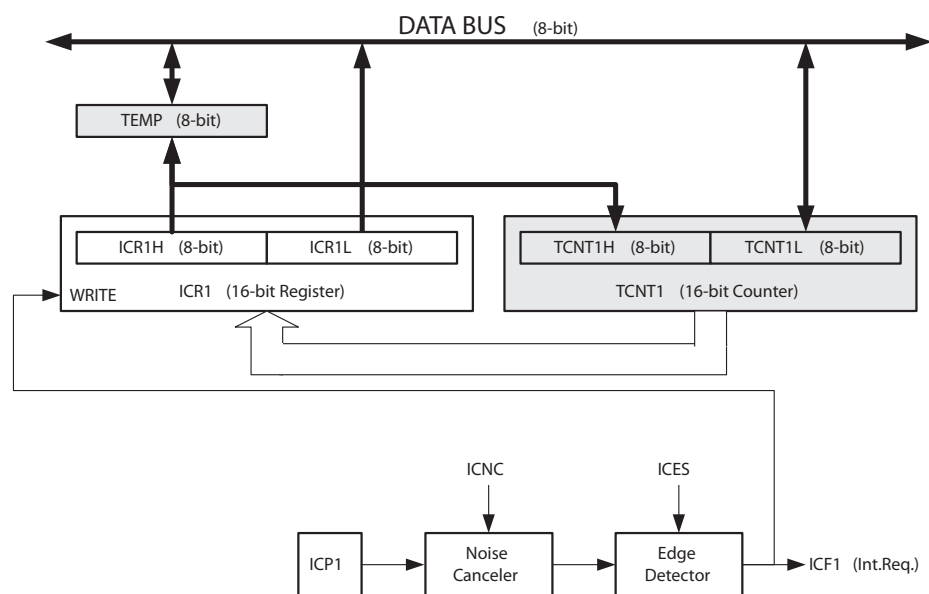 DATA BUS (8-bit)
TEMP (8-bit)
ICR1H (8-bit)
ICR1L (8-bit)
TCNT1H (8-bit)
TCNT1L (8-bit)
WRITE
ICR1 (16-bit Register)
TCNT1 (16-bit Counter)
ICNC
ICES
ICP1
Noise
Canceler
Edge
Detector
ICF1 (Int.Req.)